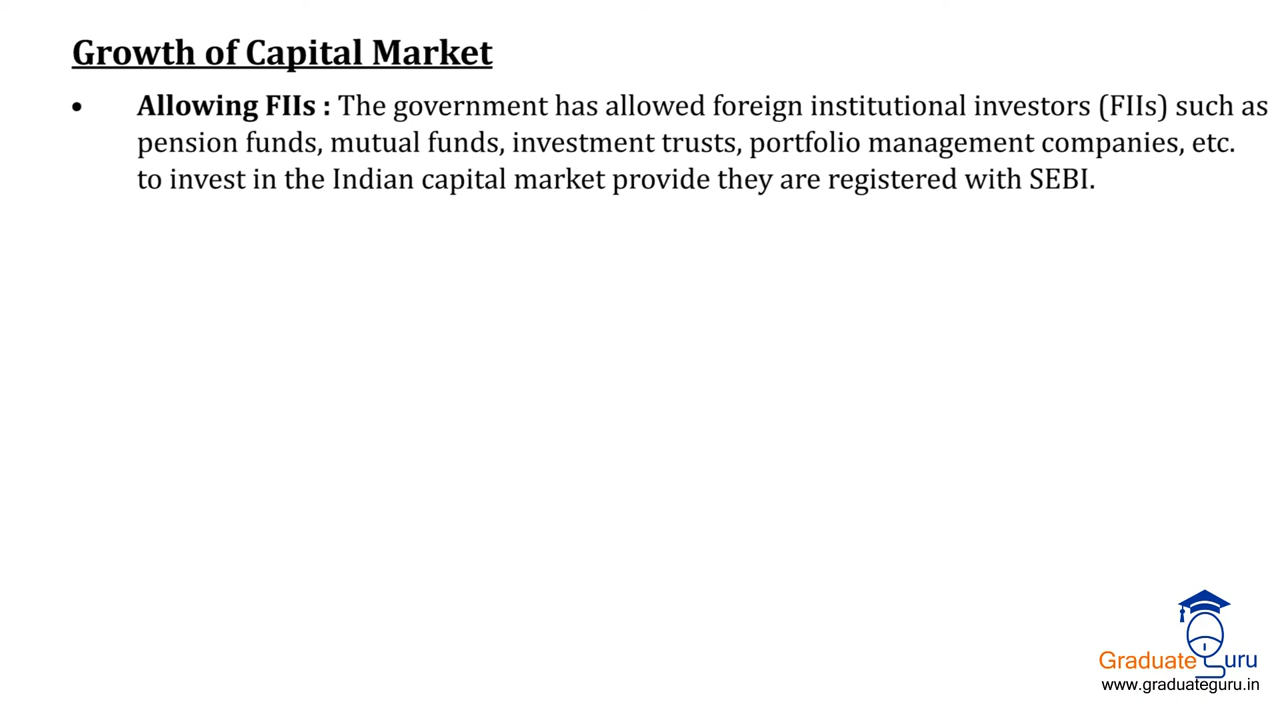 Growth of Capital Market
• Allowing FIIs : The government has allowed foreign institutional investors (FIIs) such as
pension funds, mutual funds, investment trusts, portfolio management companies, etc.
to invest in the Indian capital market provide they are registered with SEBI.
Graduate Guru
www.graduateguru.in